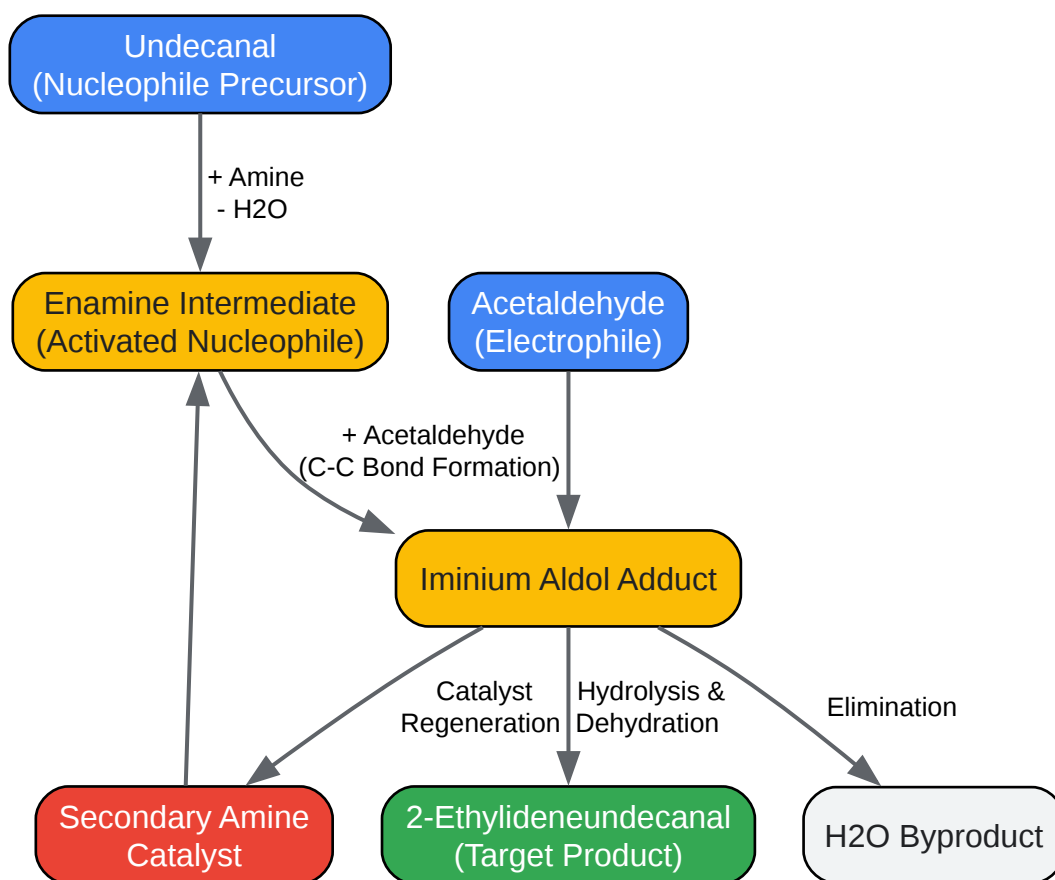 Undecanal
(Nucleophile Precursor)
+ Amine
- H2O
Enamine Intermediate
(Activated Nucleophile)
Acetaldehyde
(Electrophile)
+ Acetaldehyde
(C-C Bond Formation)
Iminium Aldol Adduct
Catalyst
Regeneration
Hydrolysis &
Dehydration
Elimination
Secondary Amine
Catalyst
2-Ethylideneundecanal
(Target Product)
H2O Byproduct